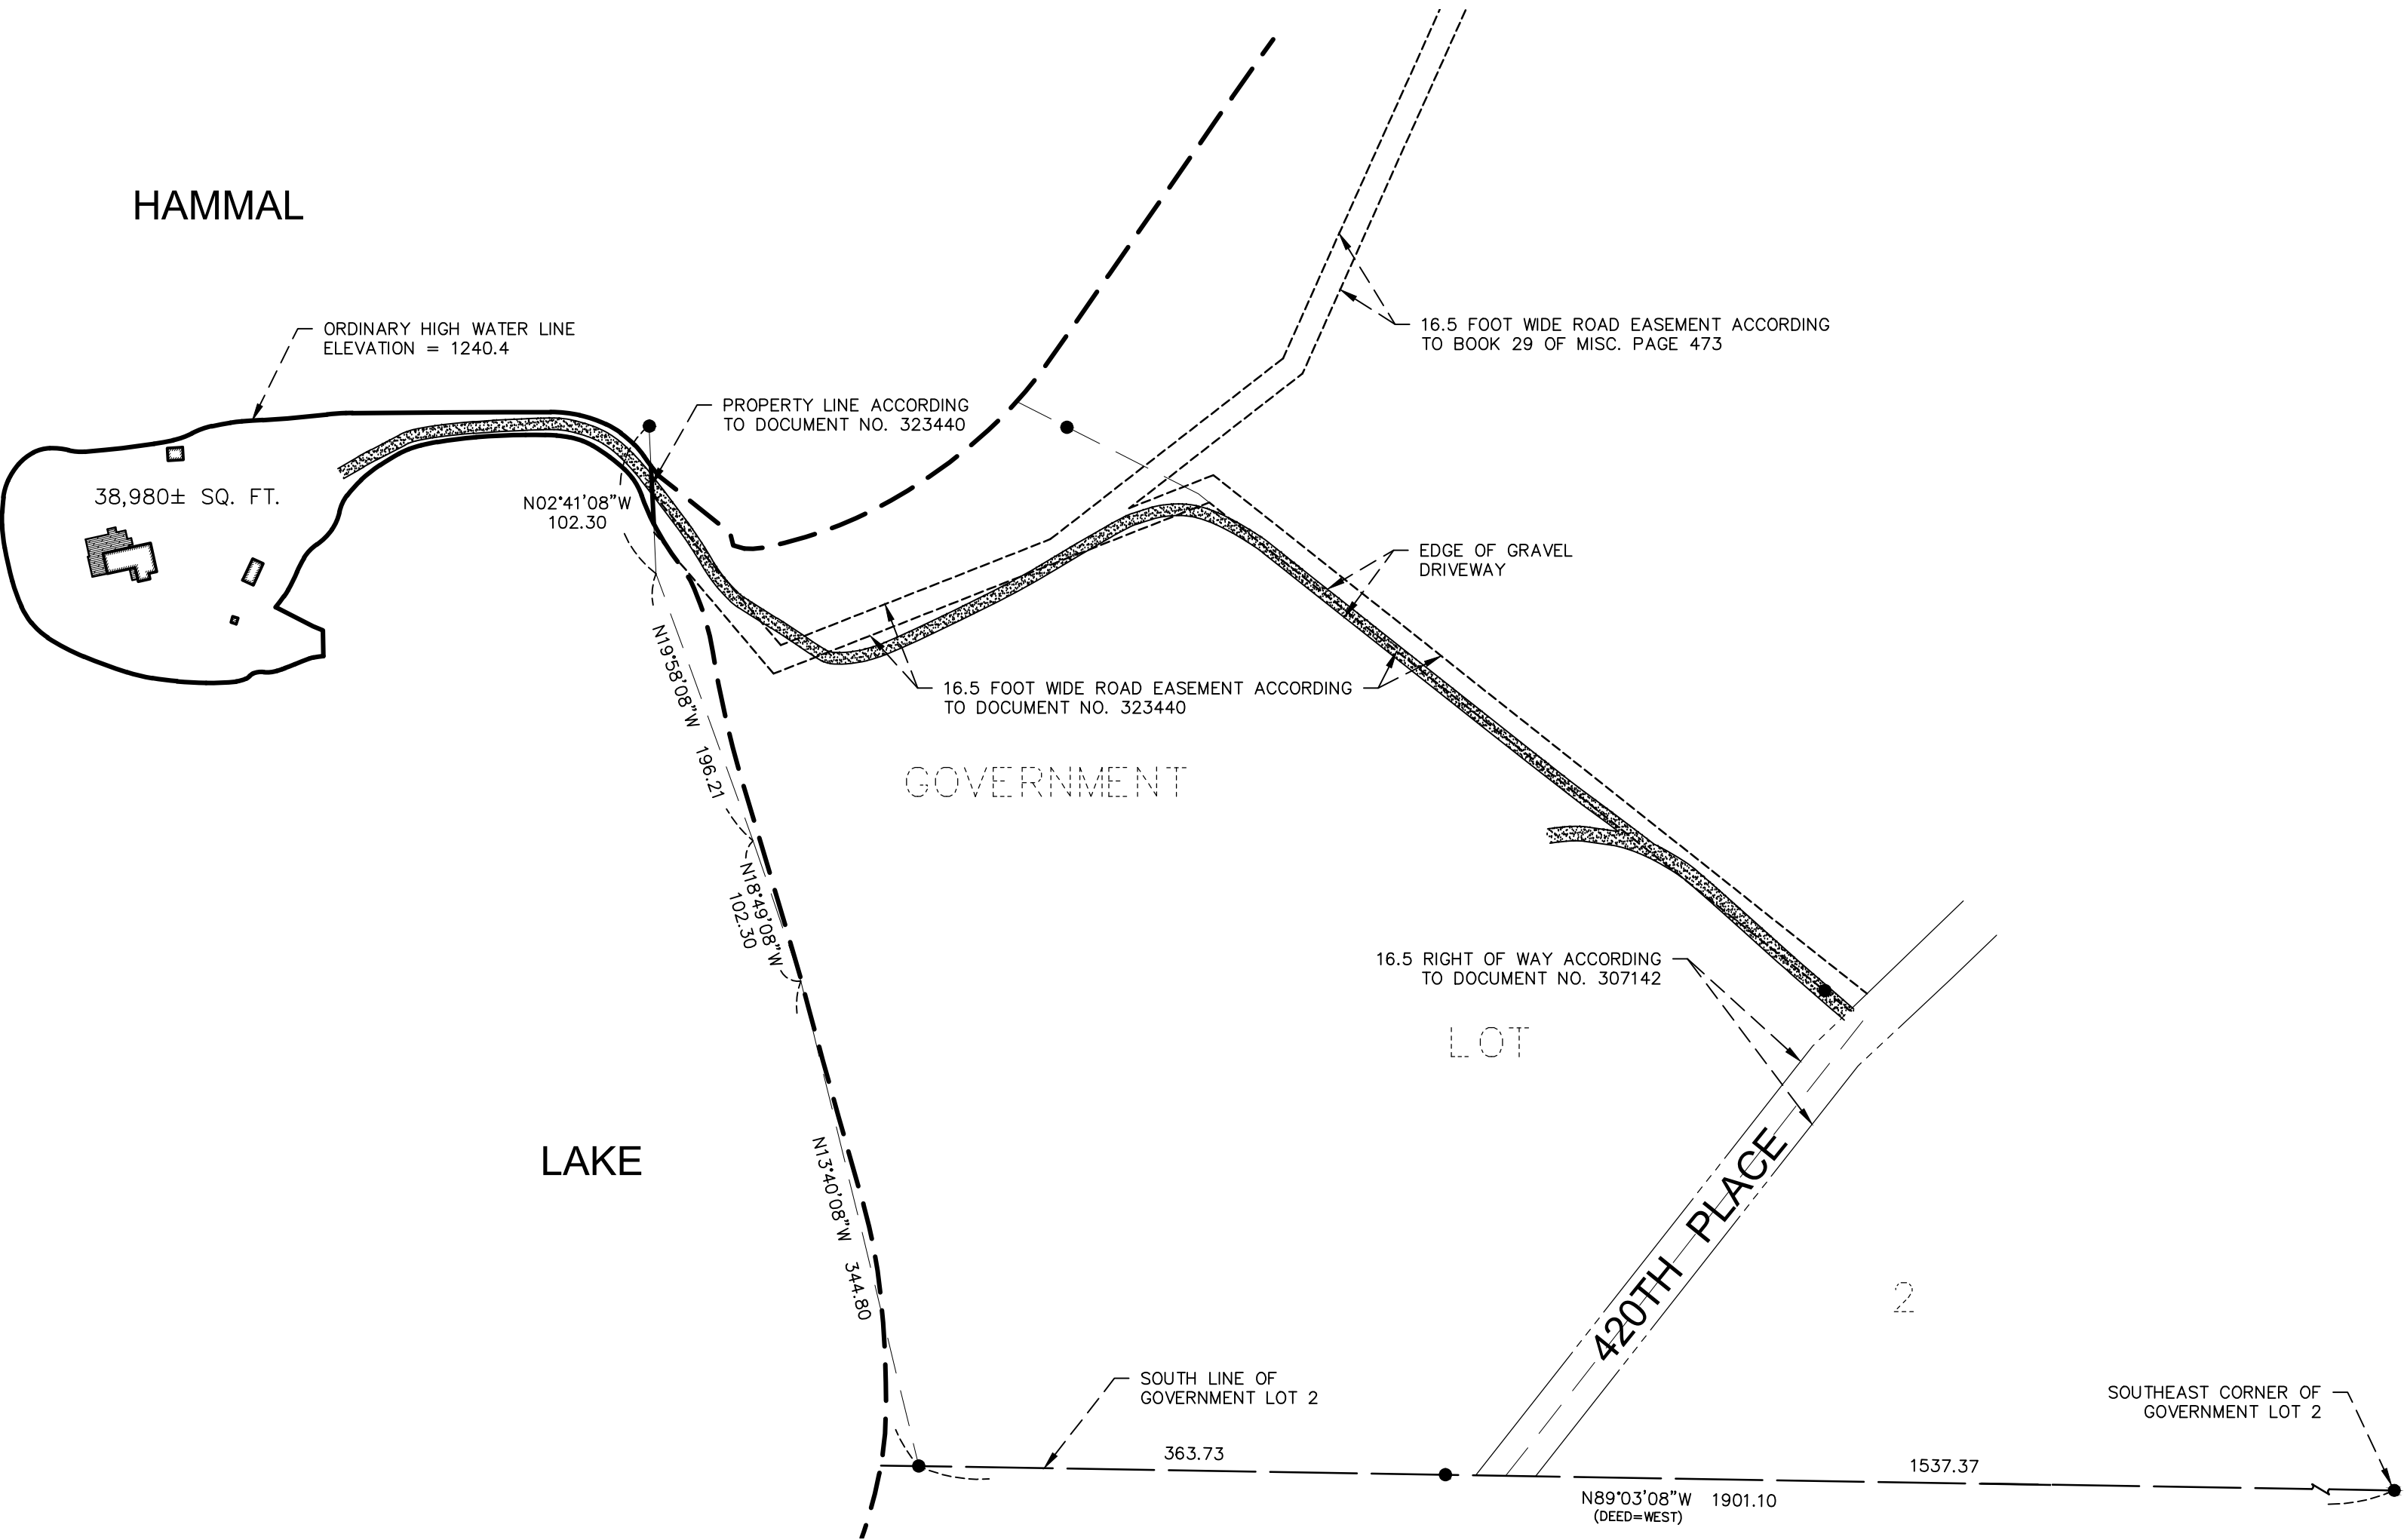 HAMMAL
ORDINARY HIGH WATER LINE
ELEVATION = 1240.4
16.5 FOOT WIDE ROAD EASEMENT ACCORDING
TO BOOK 29 OF MISC. PAGE 473
PROPERTY LINE ACCORDING
TO DOCUMENT NO. 323440
38,980± SQ. FT.
N02°41'08"W
102.30
EDGE OF GRAVEL
DRIVEWAY
N19°58'08"W 196.21
16.5 FOOT WIDE ROAD EASEMENT ACCORDING
TO DOCUMENT NO. 323440
GOVERNMENT
N18°49'08"W
102.30
16.5 RIGHT OF WAY ACCORDING
TO DOCUMENT NO. 307142
LOT
LAKE
N13°40'08"W 344.80
420TH PLACE
2
SOUTH LINE OF
GOVERNMENT LOT 2
SOUTHEAST CORNER OF
GOVERNMENT LOT 2
363.73
1537.37
N89°03'08"W 1901.10
(DEED=WEST)